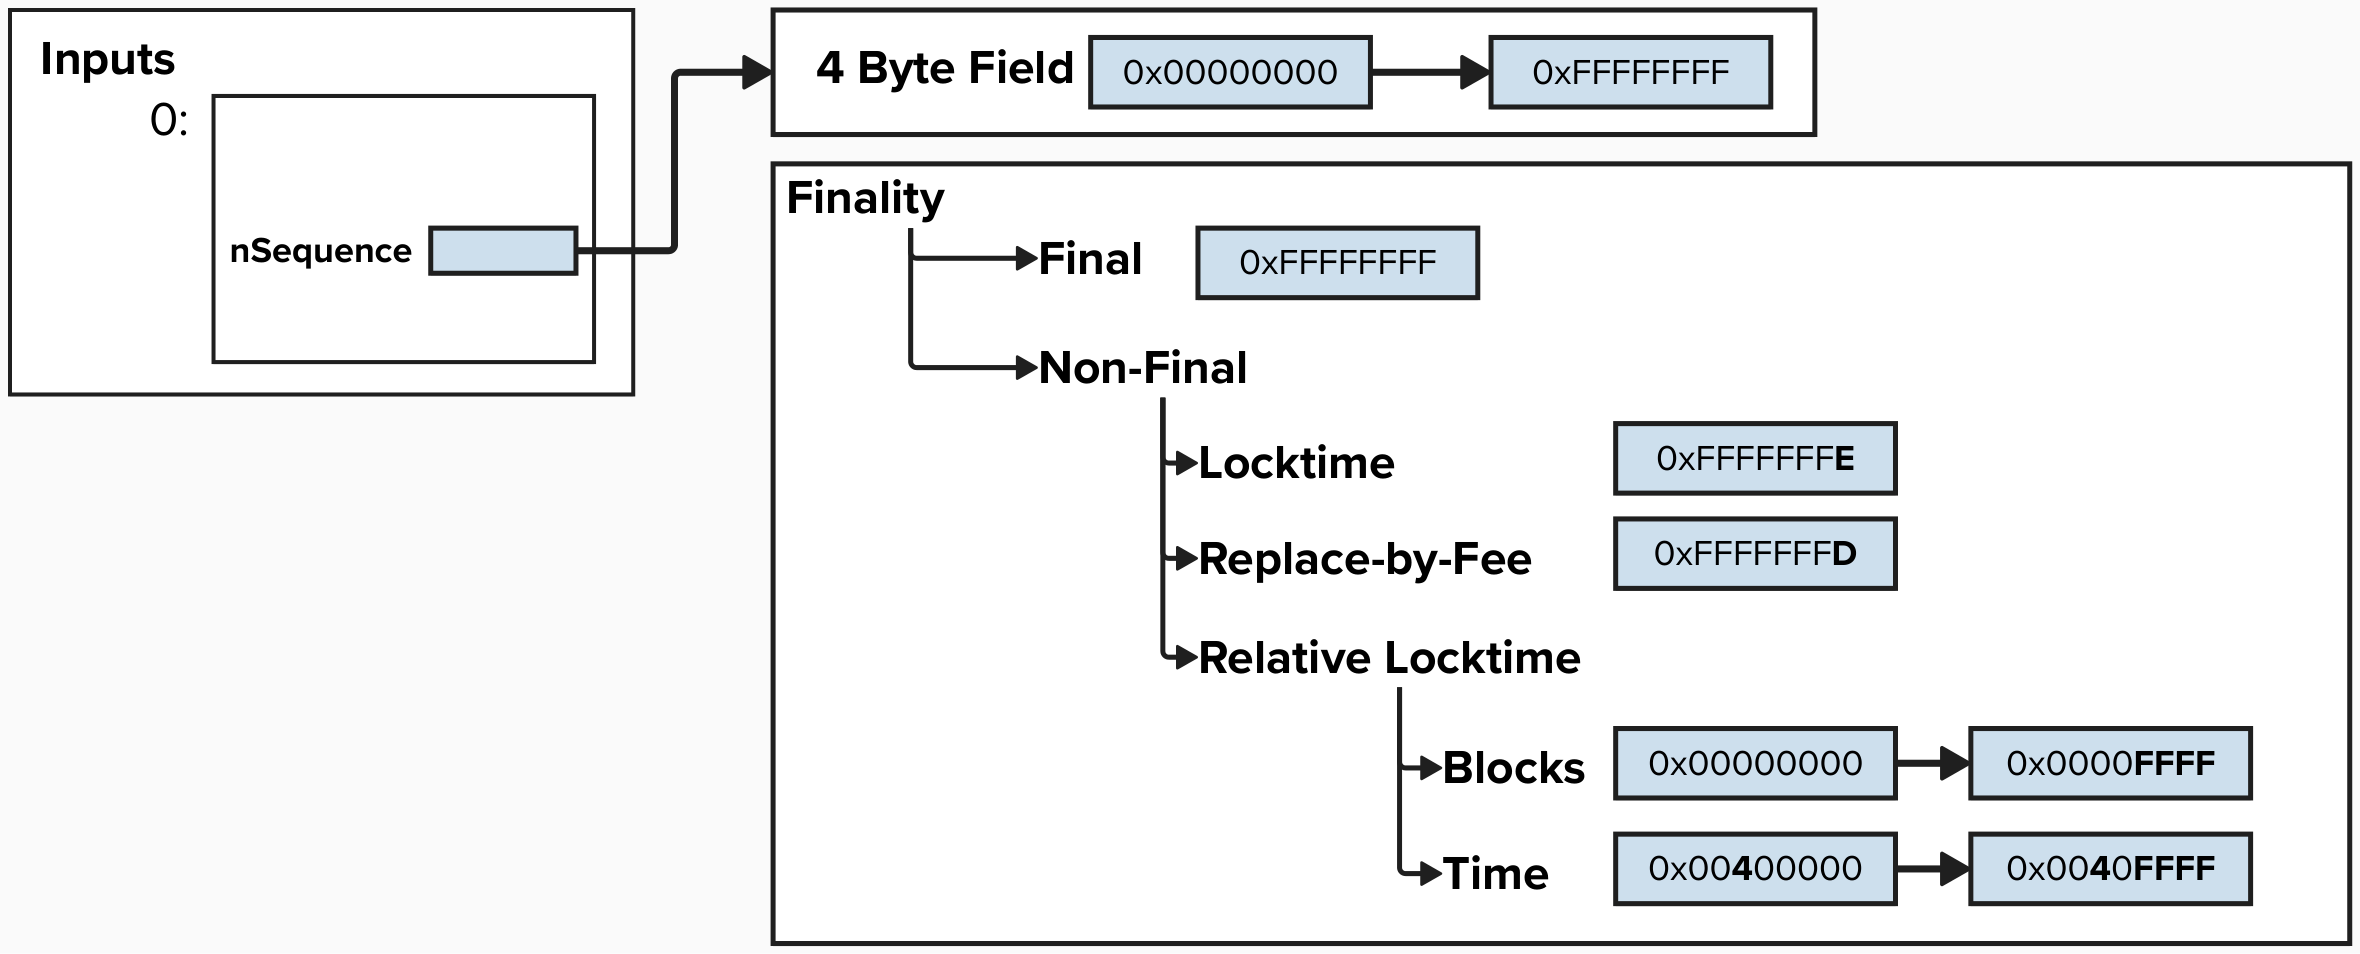 Inputs
0:
nSequence
4 Byte Field 0x00000000 0xFFFFFFFF
Finality
Final 0xFFFFFFFF
Non-Final
Locktime 0xFFFFFFFE
Replace-by-Fee 0xFFFFFFFD
Relative Locktime
Blocks 0x00000000 0x0000FFFF
Time 0x00400000 0x0040FFFF